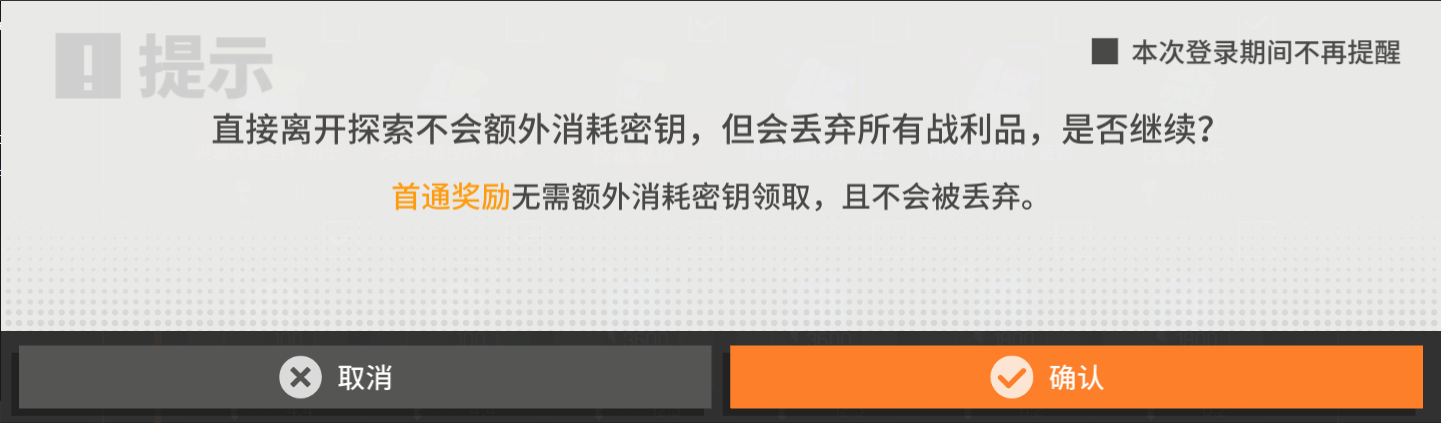 提示
本次登录期间不再提醒
直接离开探索不会额外消耗密钥，但会丢弃所有战利品，是否继续？
首通奖励无需额外消耗密钥领取，且不会被丢弃。
取消
确认